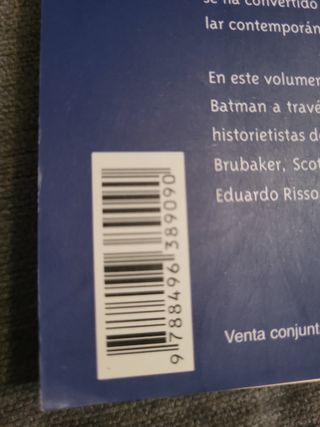 se ha convertido
lar contemporán
En este volumen
Batman a travé
historietistas d
Brubaker, Scot
Eduardo Risso
9 788496 389090
Venta conjunt